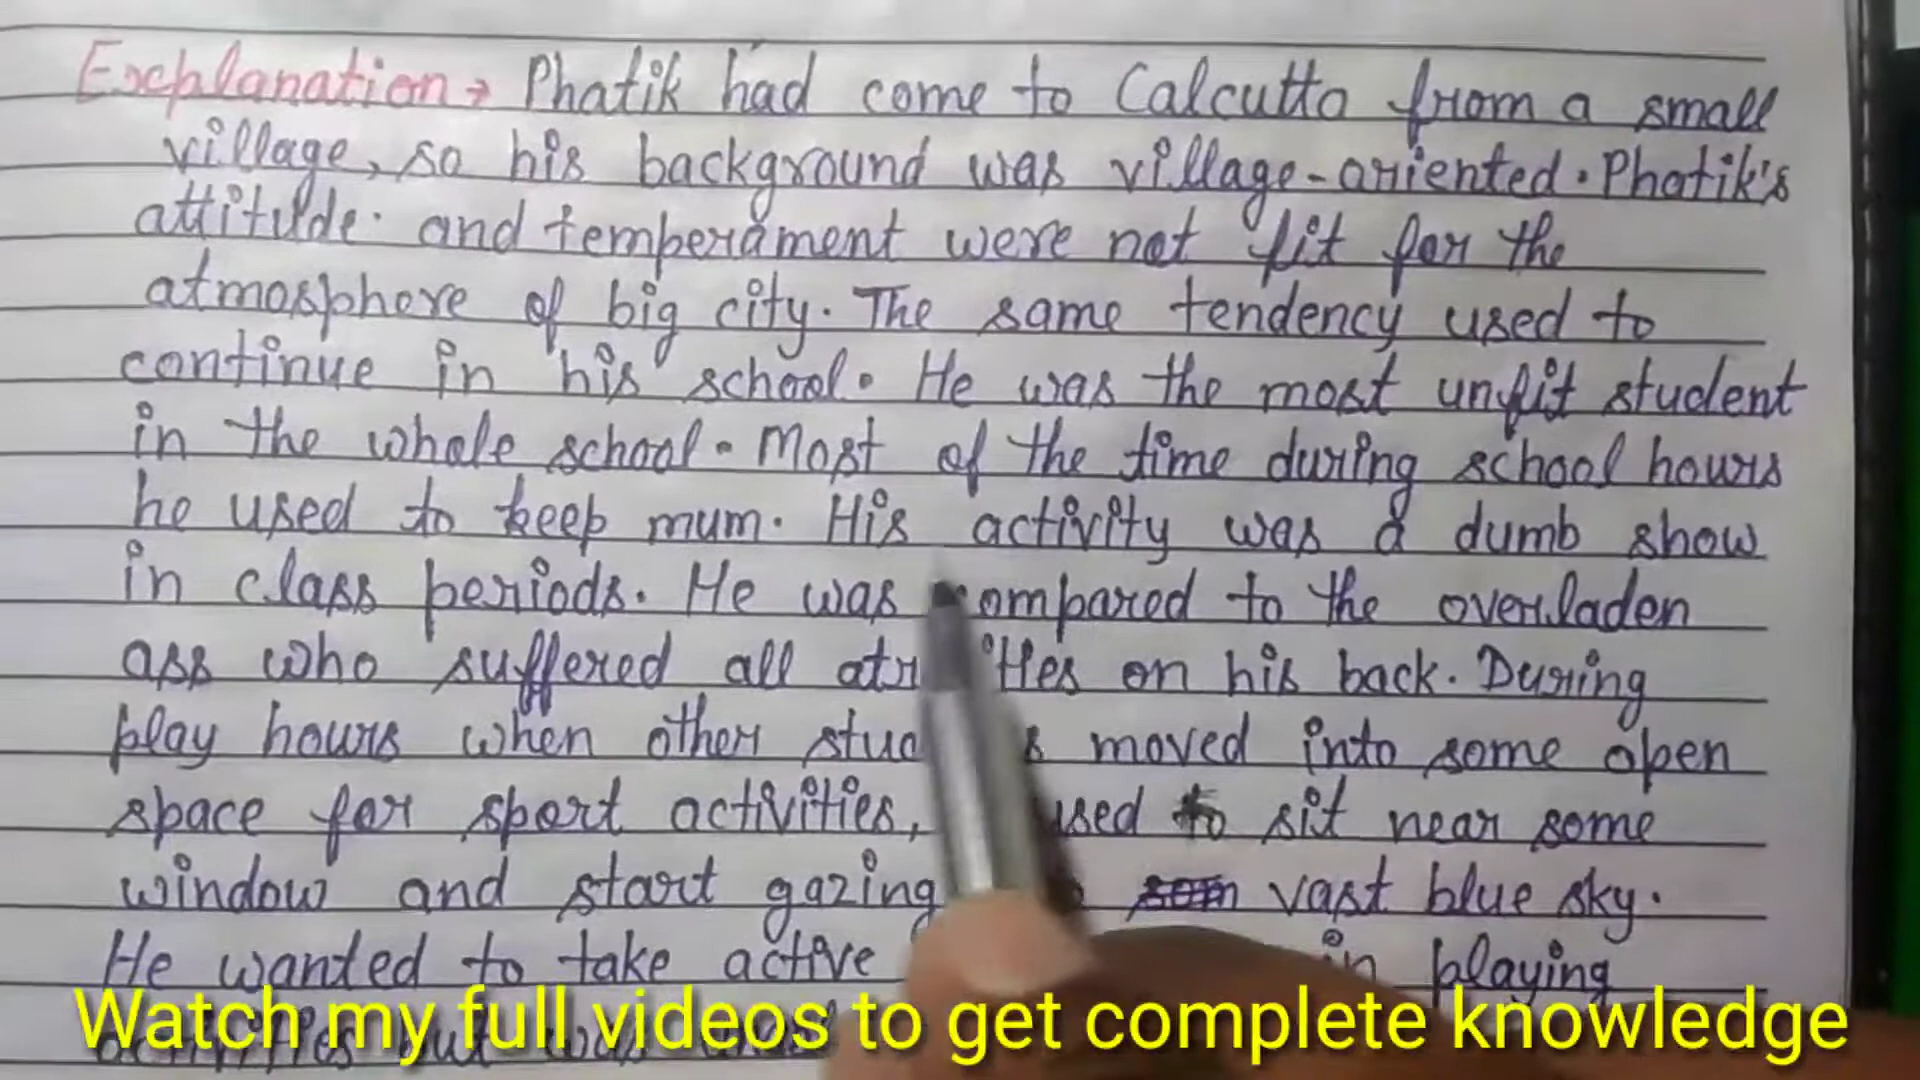 Explanation → Phatik had come to Calcutta from a small
village, so his background was village-oriented. Phatik's
attitude and temperament were not fit for the
atmosphere of big city. The same tendency used to
continue in his school. He was the most unfit student
in the whole school. Most of the time during school hours
he used to keep mum. His activity was a dumb show
in class periods. He was compared to the overladen
ass who suffered all on his back. During
play hours when other moved into some open
space for sport activities, used to sit near some
window and start gazing vast blue sky.
He wanted to take active in playing
activities but was
Watch my full videos to get complete knowledge